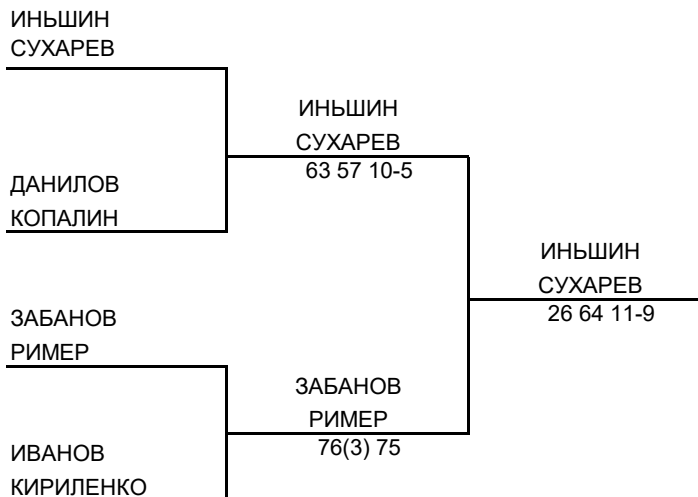 ИНЬШИН
СУХАРЕВ
ИНЬШИН
СУХАРЕВ
63 57 10-5
ДАНИЛОВ
КОПАЛИН
ИНЬШИН
СУХАРЕВ
26 64 11-9
ЗАБАНОВ
РИМЕР
ЗАБАНОВ
РИМЕР
76(3) 75
ИВАНОВ
КИРИЛЕНКО